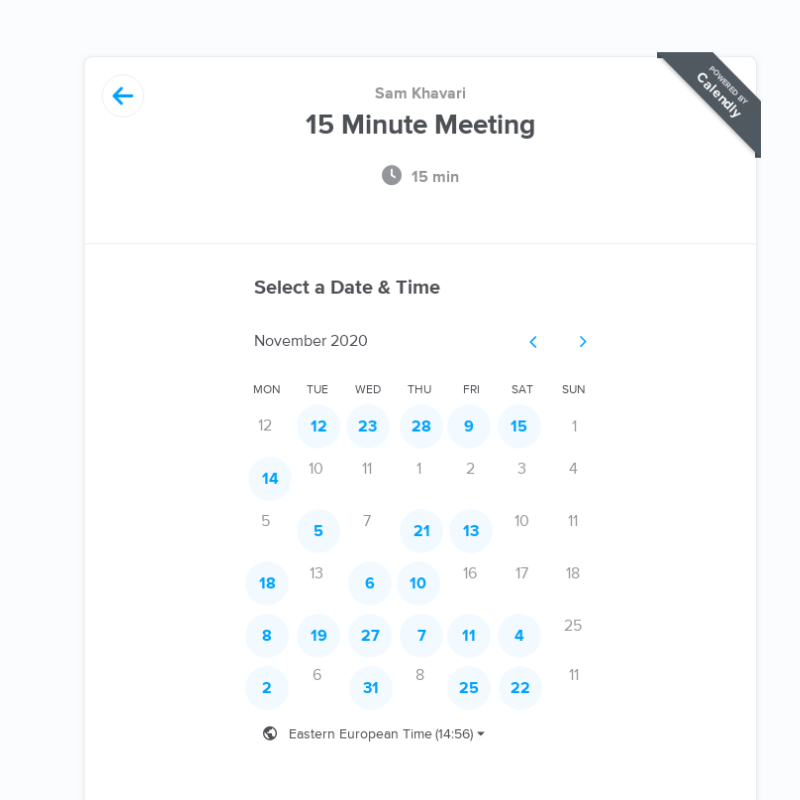 POWERED BY
Calendly
Sam Khavari
15 Minute Meeting
15 min
Select a Date & Time
November 2020
MON TUE WED THU FRI SAT SUN
12 12 23 28 9 15 1
14 10 11 1 2 3 4
5 5 7 21 13 10 11
18 13 6 10 16 17 18
8 19 27 7 11 4 25
2 6 31 8 25 22 11
Eastern European Time (14:56)